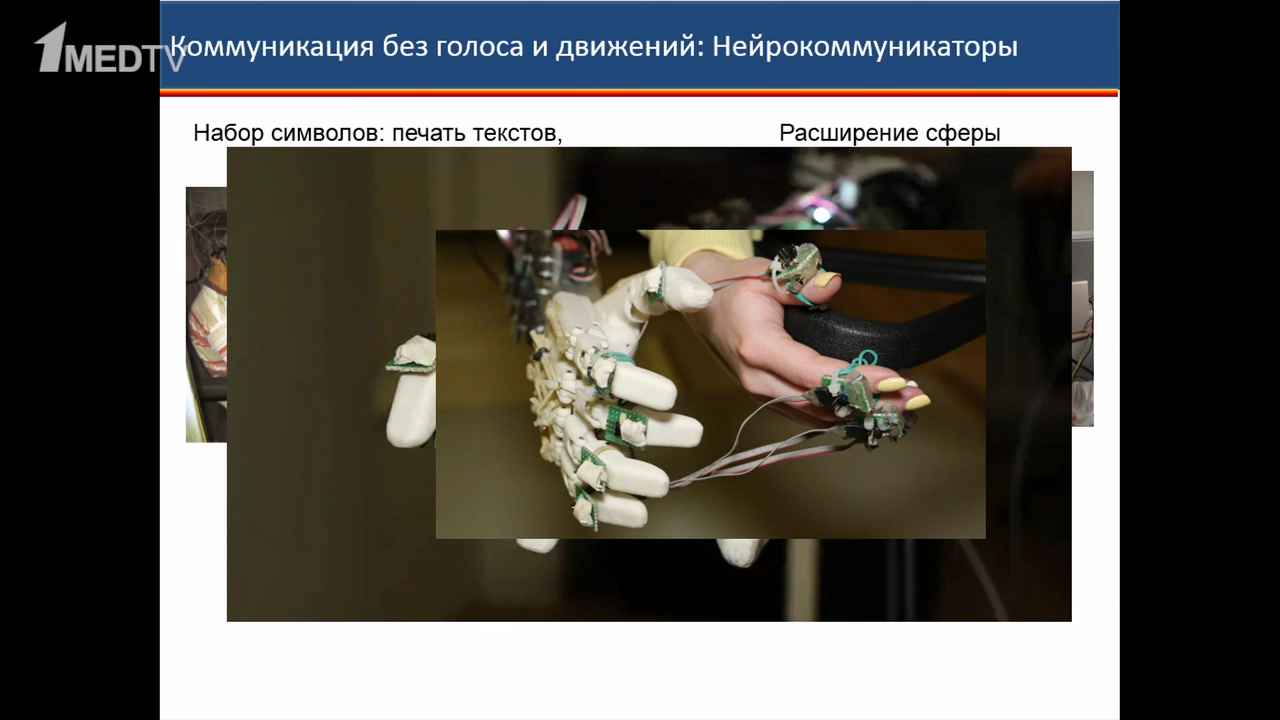 1MEDTV
Коммуникация без голоса и движений: Нейрокоммуникаторы
Набор символов: печать текстов,
Расширение сферы